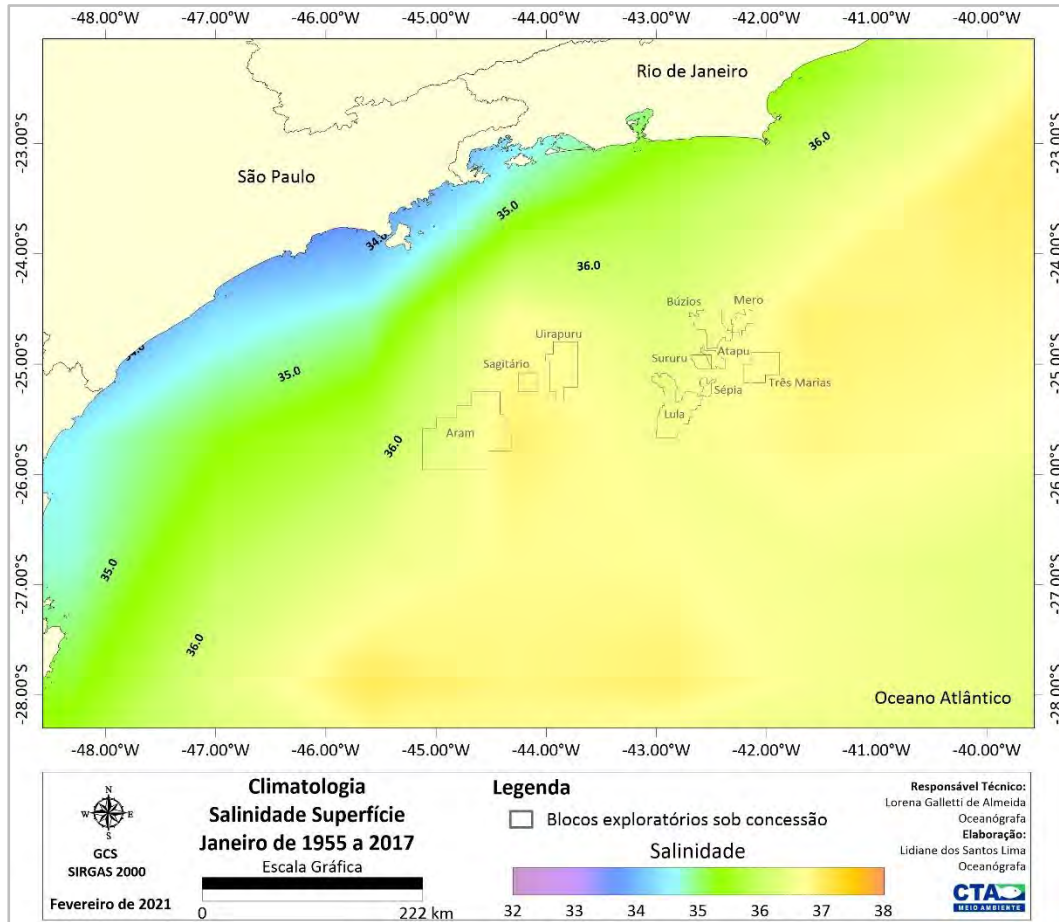 -48.00°W -47.00°W -46.00°W -45.00°W -44.00°W -43.00°W -42.00°W -41.00°W -40.00°W
-23.00°S
-24.00°S
-25.00°S
-26.00°S
-27.00°S
-28.00°S
Rio de Janeiro
São Paulo
36.0
35.0
34.0
36.0
Búzios Mero
Uirapuru
34.0
35.0
Sagitário
Sururu Atapu
Três Marias
Sépia
Lula
Aram
36.0
35.0
36.0
Oceano Atlântico
-23.00°S
-24.00°S
-25.00°S
-26.00°S
-27.00°S
-28.00°S
-48.00°W -47.00°W -46.00°W -45.00°W -44.00°W -43.00°W -42.00°W -41.00°W -40.00°W
N
W E
S
GCS
SIRGAS 2000
Fevereiro de 2021
Climatologia
Salinidade Superfície
Janeiro de 1955 a 2017
Escala Gráfica
0 222 km
Legenda
Blocos exploratórios sob concessão
Salinidade
32 33 34 35 36 37 38
Responsável Técnico:
Lorena Galletti de Almeida
Oceanógrafa
Elaboração:
Lidiane dos Santos Lima
Oceanógrafa
CTA
MEIO AMBIENTE